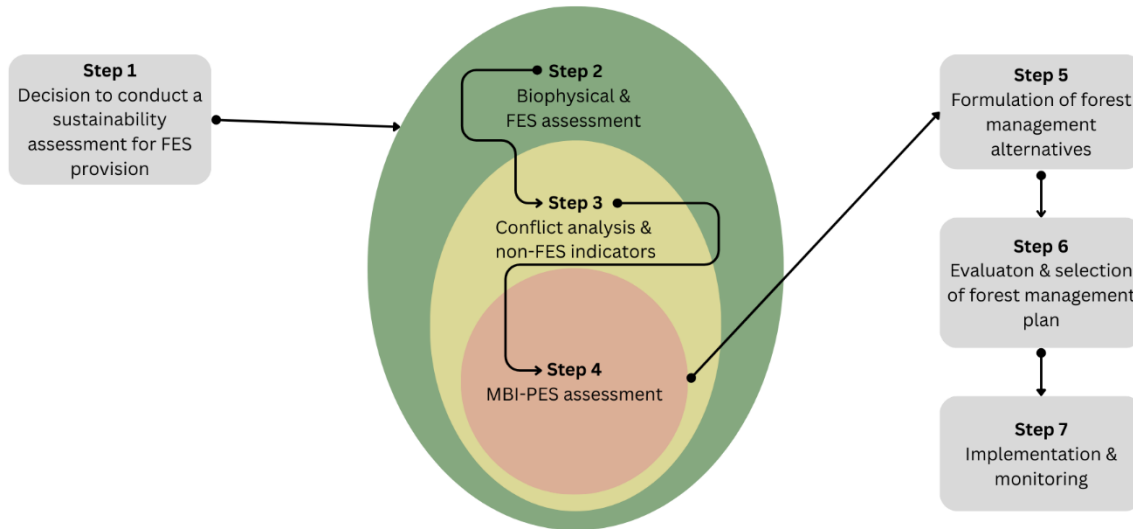 Step 1
Decision to conduct a
sustainability
assessment for FES
provision
Step 2
Biophysical &
FES assessment
Step 3
Conflict analysis &
non-FES indicators
Step 4
MBI-PES assessment
Step 5
Formulation of forest
management
alternatives
Step 6
Evaluaton & selection
of forest management
plan
Step 7
Implementation &
monitoring